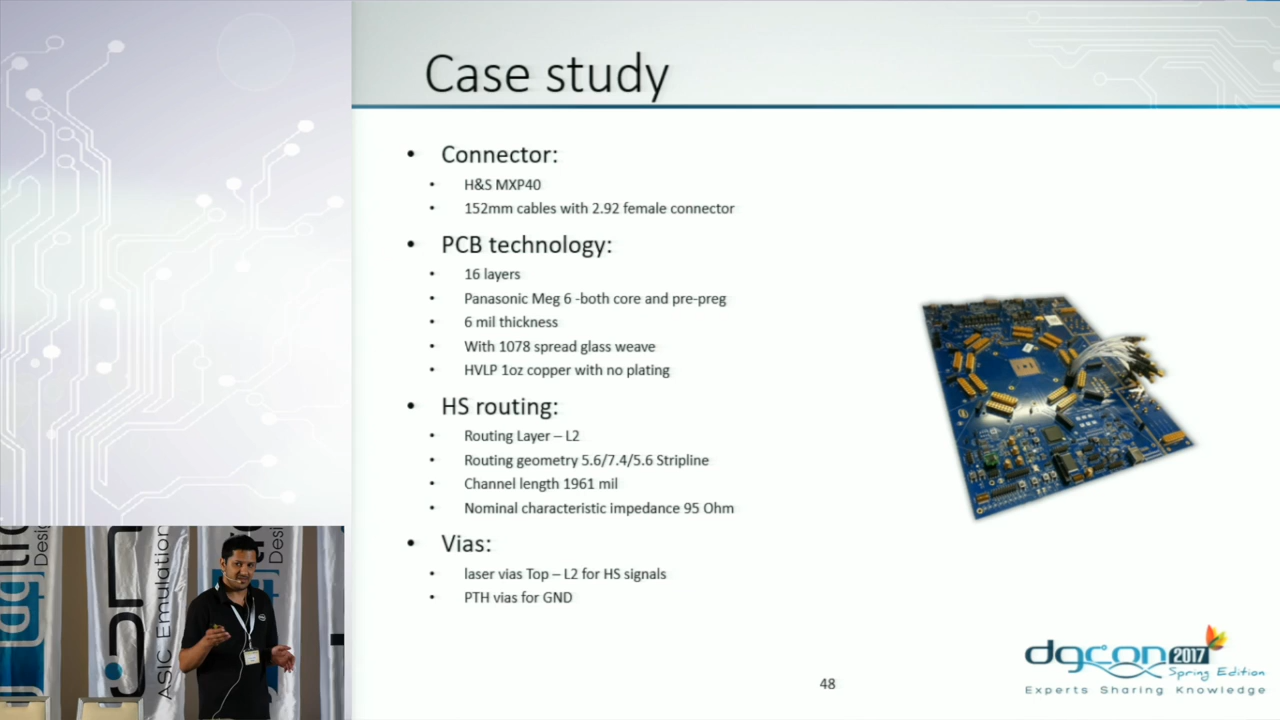 Case study
• Connector:
• H&S MXP40
• 152mm cables with 2.92 female connector
• PCB technology:
• 16 layers
• Panasonic Meg 6 -both core and pre-preg
• 6 mil thickness
• With 1078 spread glass weave
• HVLP 1oz copper with no plating
• HS routing:
• Routing Layer – L2
• Routing geometry 5.6/7.4/5.6 Stripline
• Channel length 1961 mil
• Nominal characteristic impedance 95 Ohm
• Vias:
• laser vias Top – L2 for HS signals
• PTH vias for GND
48
dgcon 2017
Spring Edition
Experts Sharing Knowledge
ASIC Emulation
Desi
Desi